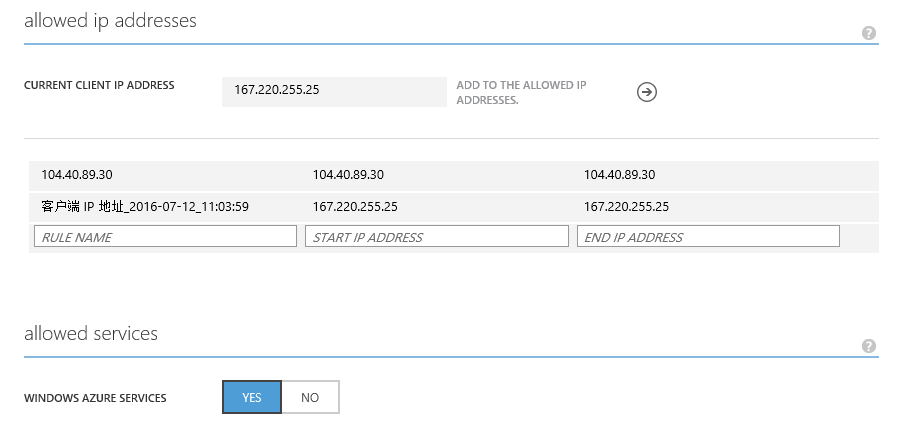 allowed ip addresses
?
CURRENT CLIENT IP ADDRESS 167.220.255.25 ADD TO THE ALLOWED IP
ADDRESSES.
104.40.89.30 104.40.89.30 104.40.89.30
客户端 IP 地址_2016-07-12_11:03:59 167.220.255.25 167.220.255.25
RULE NAME START IP ADDRESS END IP ADDRESS
allowed services
?
WINDOWS AZURE SERVICES YES NO